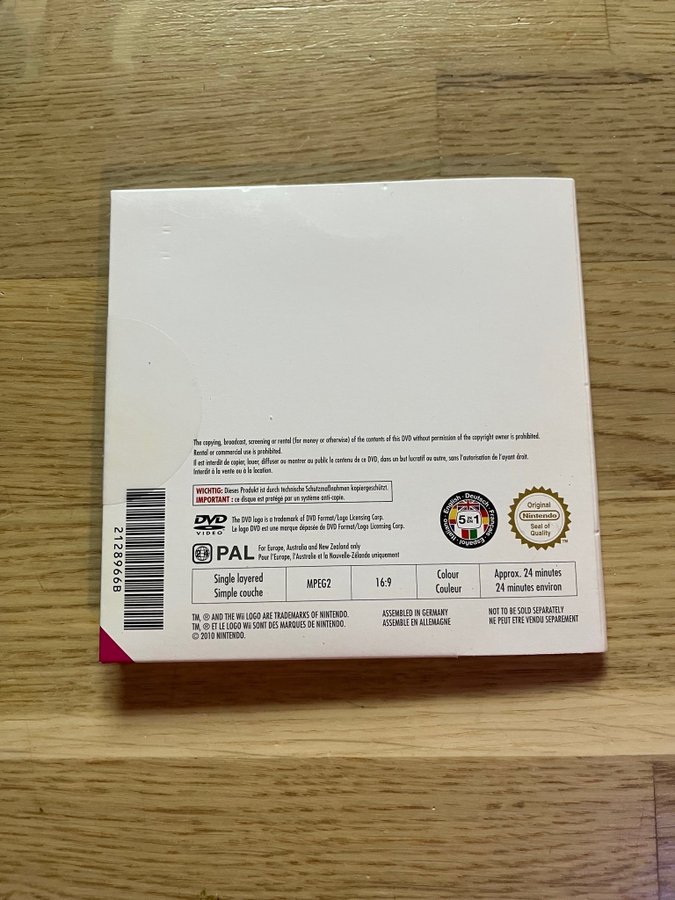 The copying, broadcast, screening or rental (for money or otherwise) of the contents of this DVD without permission of the copyright owner is prohibited.
Rental or commercial use is prohibited.
Il est interdit de copier, louer, diffuser ou montrer au public le contenu de ce DVD, dans un but lucratif ou autre, sans l'autorisation de l'ayant droit.
Interdit à la vente ou à la location.
WICHTIG: Dieses Produkt ist durch technische Schutzmaßnahmen kopiergeschützt.
IMPORTANT : ce disque est protégé par un système anti-copie.
DVD
VIDEO
The DVD logo is a trademark of DVD Format/Logo Licensing Corp.
Le logo DVD est une marque déposée de DVD Format/Logo Licensing Corp.
PAL
For Europe, Australia and New Zealand only
Pour l'Europe, l'Australie et la Nouvelle-Zélande uniquement
English · Deutsch · Français · Español · Italiano
5 in 1
Original
Nintendo
Seal of
Quality
TM
Single layered
Simple couche
MPEG2
16:9
Colour
Couleur
Approx. 24 minutes
24 minutes environ
TM, ® AND THE Wii LOGO ARE TRADEMARKS OF NINTENDO.
TM, ® ET LE LOGO Wii SONT DES MARQUES DE NINTENDO.
© 2010 NINTENDO.
ASSEMBLED IN GERMANY
ASSEMBLE EN ALLEMAGNE
NOT TO BE SOLD SEPARATELY
NE PEUT ETRE VENDU SEPAREMENT
2128966B